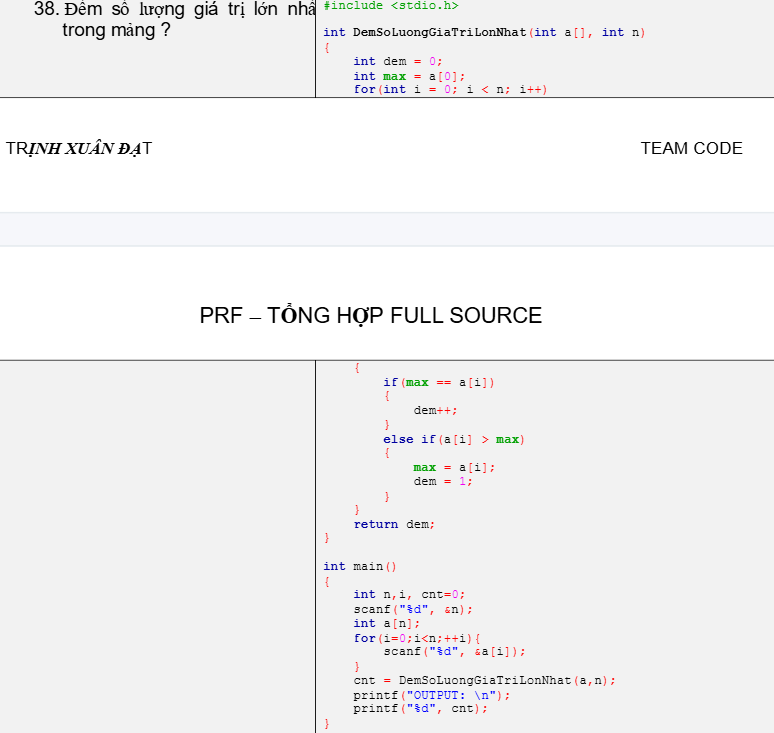 38. Đếm số lượng giá trị lớn nhấ
trong mảng ?
#include <stdio.h>
int DemSoLuongGiaTriLonNhat(int a[], int n)
{
int dem = 0;
int max = a[0];
for(int i = 0; i < n; i++)
TRỊNH XUÂN ĐẠT
TEAM CODE
PRF – TỔNG HỢP FULL SOURCE
{
if(max == a[i])
{
dem++;
}
else if(a[i] > max)
{
max = a[i];
dem = 1;
}
}
return dem;
}
int main()
{
int n,i, cnt=0;
scanf("%d", &n);
int a[n];
for(i=0;i<n;++i){
scanf("%d", &a[i]);
}
cnt = DemSoLuongGiaTriLonNhat(a,n);
printf("OUTPUT: \n");
printf("%d", cnt);
}